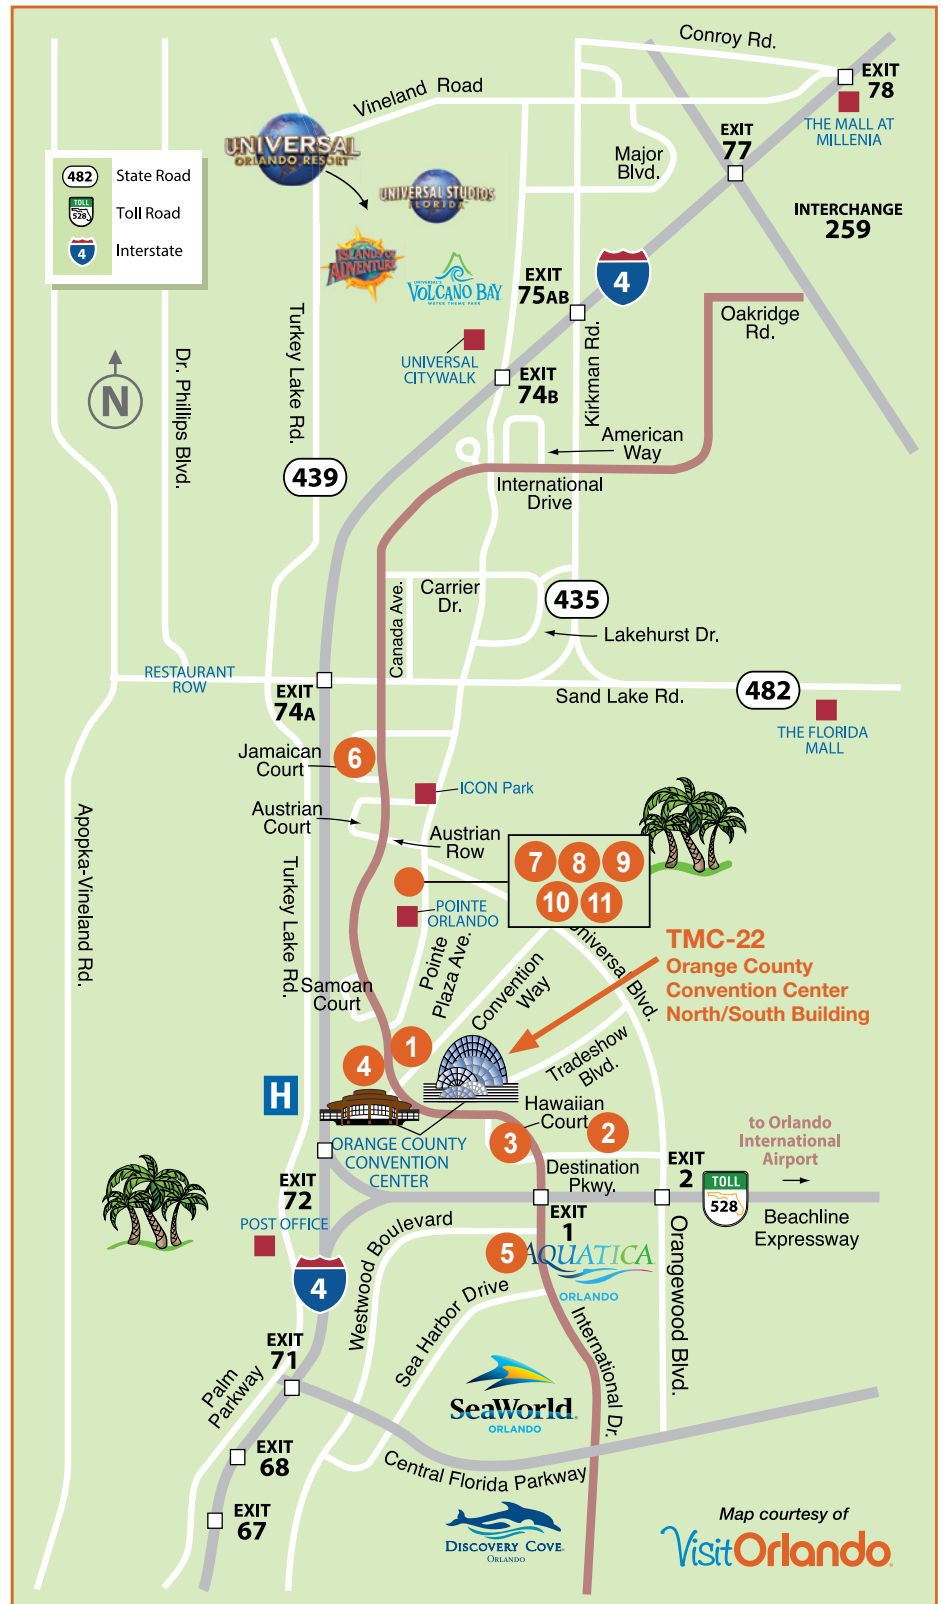 Conroy Rd.
EXIT
78
THE MALL AT
MILLENIA
Vineland Road
EXIT
77
Major
Blvd.
UNIVERSAL
ORLANDO RESORT
UNIVERSAL STUDIOS
FLORIDA
482 State Road
TOLL
528
Toll Road
4 Interstate
INTERCHANGE
259
ISLANDS OF
ADVENTURE
UNIVERSAL'S
VOLCANO BAY
WATER THEME PARK
EXIT
75AB
4
Oakridge
Rd.
Turkey Lake Rd.
Dr. Phillips Blvd.
UNIVERSAL
CITYWALK
EXIT
74B
Kirkman Rd.
N
American
Way
439
International
Drive
Canada Ave.
Carrier
Dr.
435
Lakehurst Dr.
RESTAURANT
ROW
EXIT
74A
Sand Lake Rd.
482
THE FLORIDA
MALL
Jamaican
Court
6
ICON Park
Austrian
Court
Austrian
Row
Apopka-Vineland Rd.
Turkey Lake Rd.
7 8 9
10 11
POINTE
ORLANDO
Pointe
Plaza Ave.
Convention
Way
Universal Blvd.
TMC-22
Orange County
Convention Center
North/South Building
Samoan
Court
1
4
Tradeshow
Blvd.
H
Hawaiian
Court
3
2
ORANGE COUNTY
CONVENTION
CENTER
to Orlando
International
Airport
EXIT
72
Destination
Pkwy.
EXIT
2
TOLL
528
EXIT
1
Beachline
Expressway
POST OFFICE
Westwood Boulevard
5
AQUATICA
ORLANDO
Orangewood Blvd.
4
Sea Harbor Drive
International Dr.
EXIT
71
Palm
Parkway
SeaWorld
ORLANDO
EXIT
68
Central Florida Parkway
EXIT
67
DISCOVERY COVE
ORLANDO
Map courtesy of
Visit Orlando